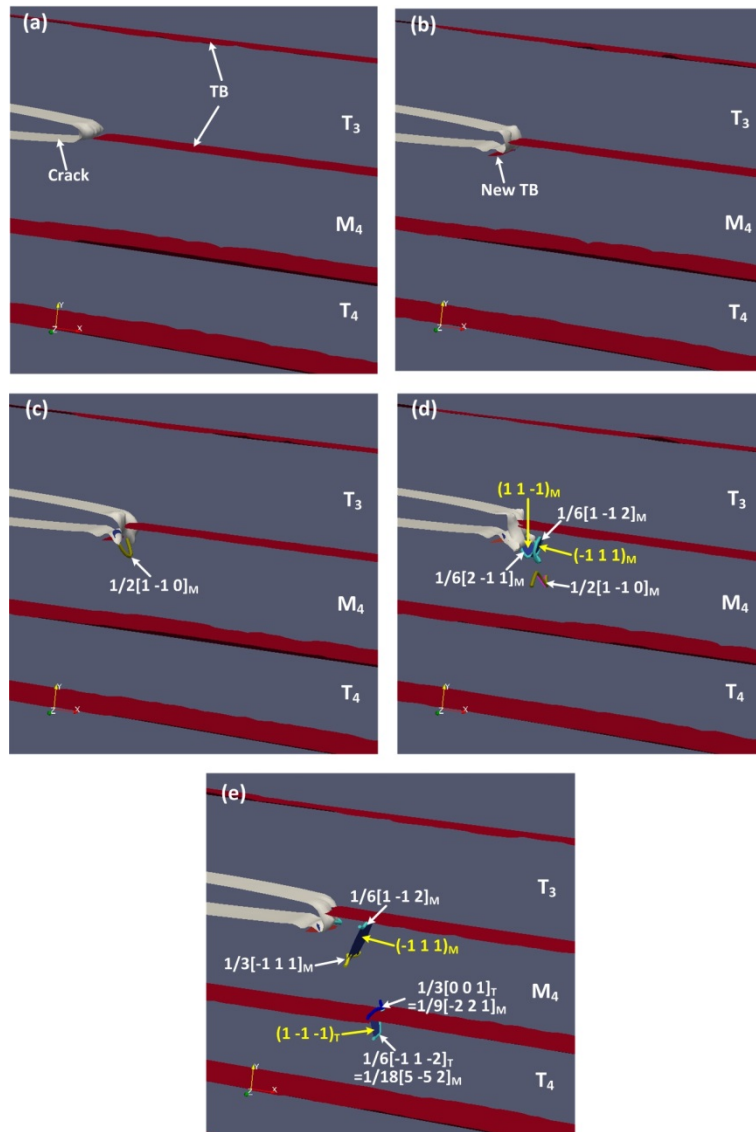 (a)
TB
T3
Crack
M4
T4
Y
Z X
(b)
T3
New TB
M4
T4
Y
Z X
(c)
T3
1/2[1 -1 0]M
M4
T4
Y
Z X
(d)
(1 1 -1)M
T3
1/6[1 -1 2]M
(-1 1 1)M
1/6[2 -1 1]M
1/2[1 -1 0]M
M4
T4
Y
Z X
(e)
T3
1/6[1 -1 2]M
(-1 1 1)M
1/3[-1 1 1]M
M4
1/3[0 0 1]T
=1/9[-2 2 1]M
(1 -1 -1)T
1/6[-1 1 -2]T
=1/18[5 -5 2]M
T4
Y
Z X